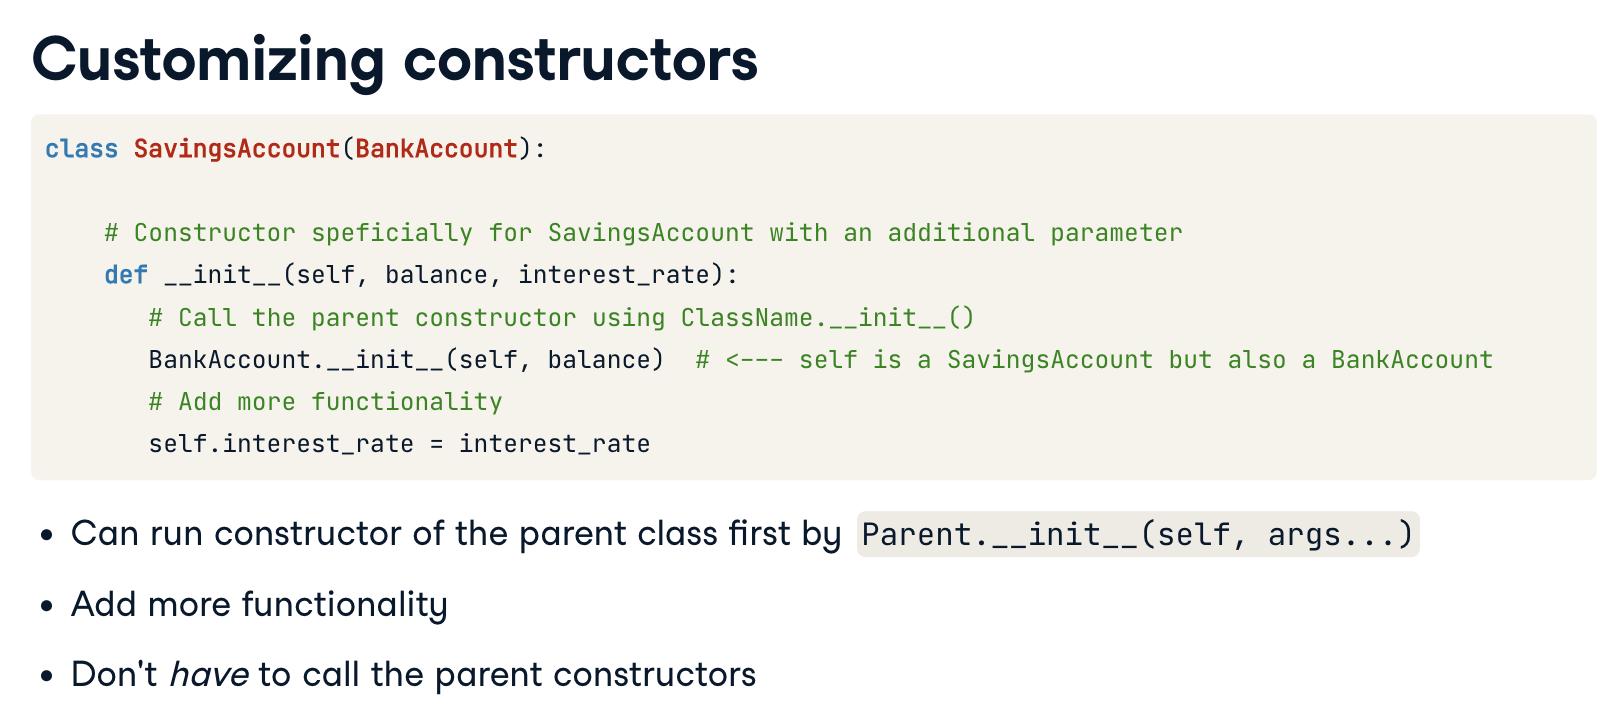 Customizing constructors
class SavingsAccount(BankAccount):
# Constructor speficially for SavingsAccount with an additional parameter
def __init__(self, balance, interest_rate):
# Call the parent constructor using ClassName.__init__()
BankAccount.__init__(self, balance)  # <--- self is a SavingsAccount but also a BankAccount
# Add more functionality
self.interest_rate = interest_rate
• Can run constructor of the parent class first by Parent.__init__(self, args...)
• Add more functionality
• Don't have to call the parent constructors